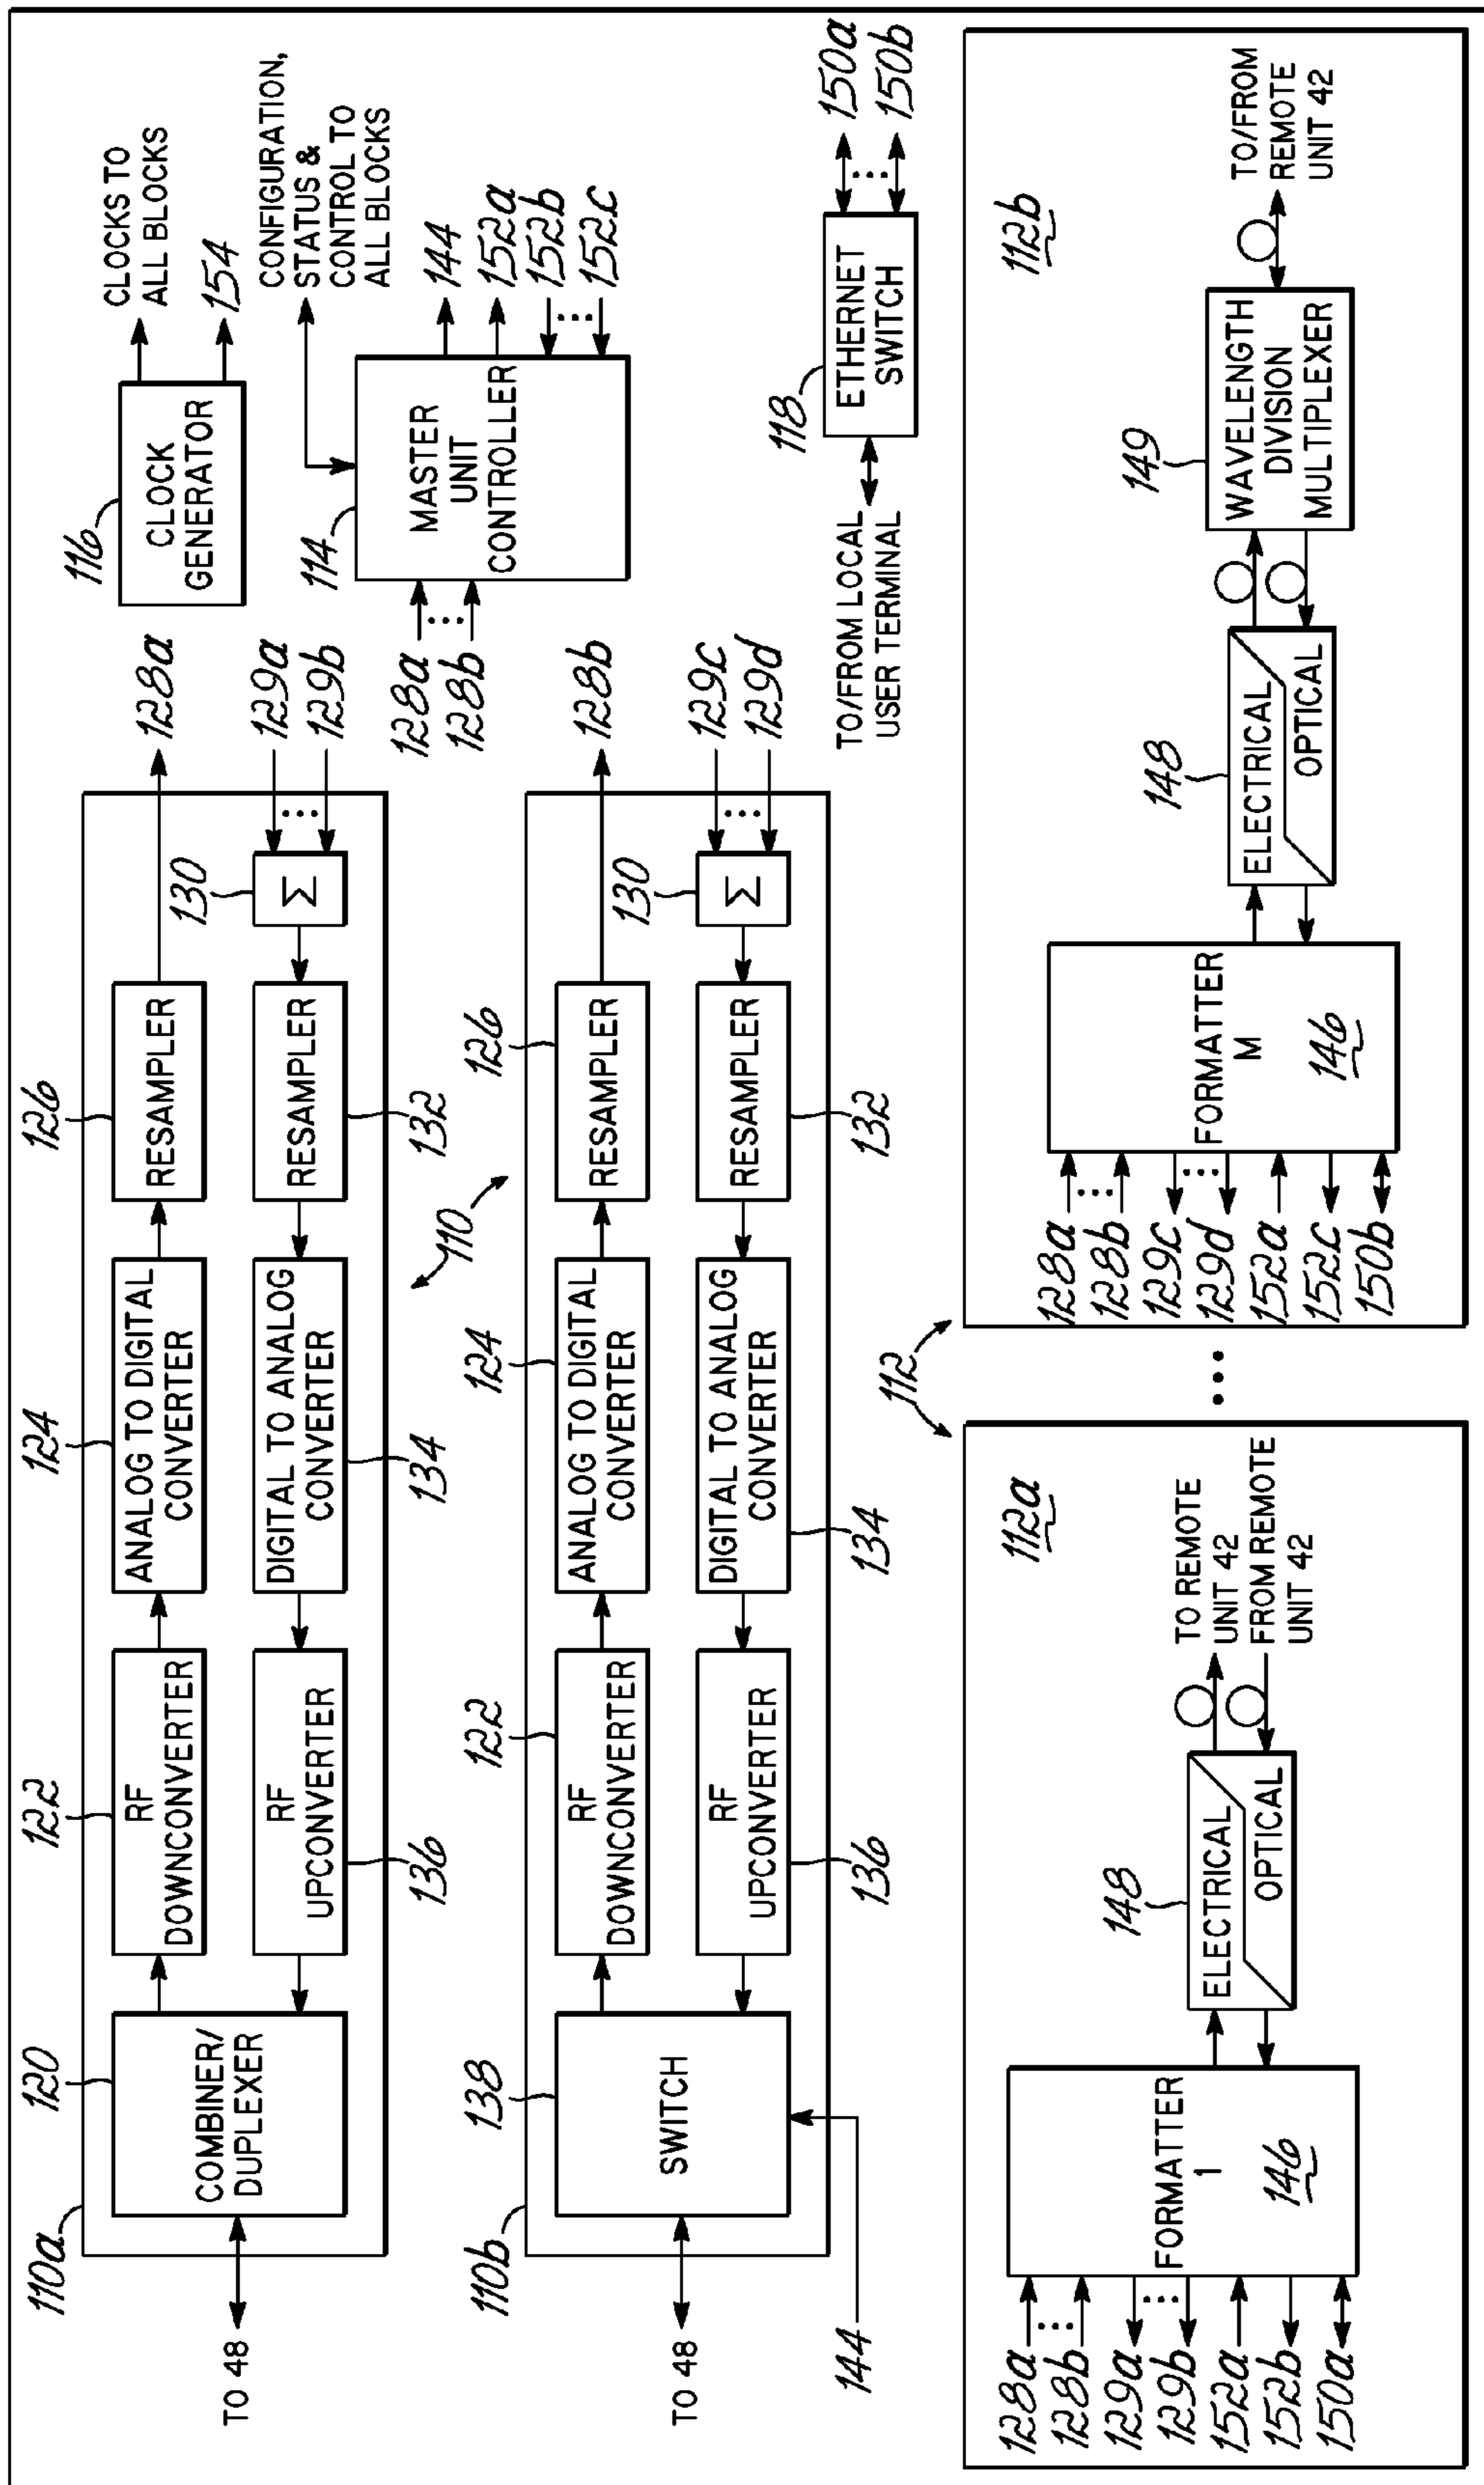 110a
120
122
124
126
TO 48
COMBINER/
DUPLEXER
RF
DOWNCONVERTER
ANALOG TO DIGITAL
CONVERTER
RESAMPLER
128a
RF
UPCONVERTER
DIGITAL TO ANALOG
CONVERTER
RESAMPLER
Σ
130
129a
129b
136
134
132
110
110b
138
122
124
126
TO 48
SWITCH
RF
DOWNCONVERTER
ANALOG TO DIGITAL
CONVERTER
RESAMPLER
128b
RF
UPCONVERTER
DIGITAL TO ANALOG
CONVERTER
RESAMPLER
Σ
130
129c
129d
144
136
134
132
116
CLOCK
GENERATOR
CLOCKS TO
ALL BLOCKS
154
114
MASTER
UNIT
CONTROLLER
128a
128b
CONFIGURATION,
STATUS &
CONTROL TO
ALL BLOCKS
144
152a
152b
152c
118
ETHERNET
SWITCH
TO/FROM LOCAL
USER TERMINAL
150a
150b
112
112a
128a
128b
129a
129b
152a
152b
150a
FORMATTER
1
146
148
ELECTRICAL
OPTICAL
TO REMOTE
UNIT 42
FROM REMOTE
UNIT 42
112b
128a
128b
129c
129d
152a
152c
150b
FORMATTER
M
146
148
ELECTRICAL
OPTICAL
149
WAVELENGTH
DIVISION
MULTIPLEXER
TO/FROM
REMOTE
UNIT 42